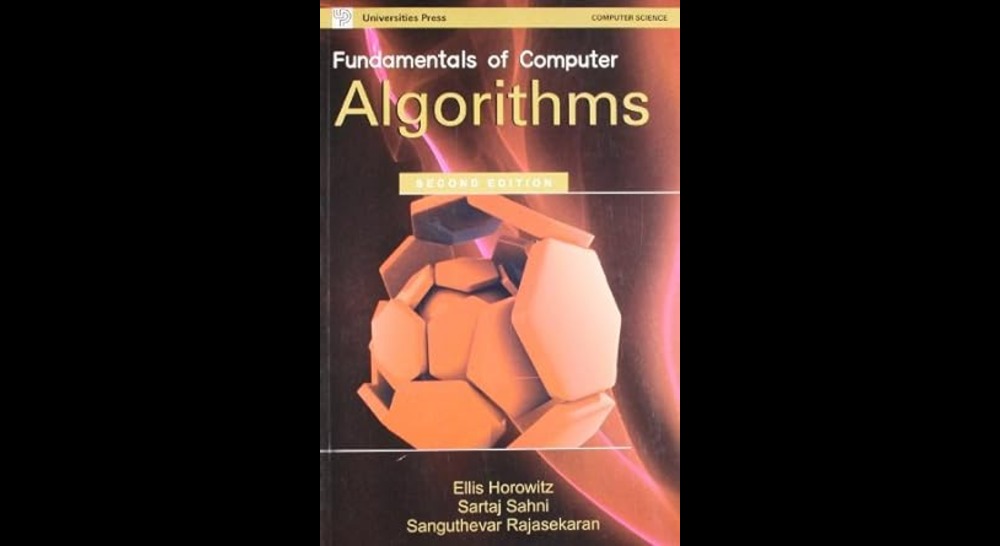 Universities Press
COMPUTER SCIENCE
Fundamentals of Computer
Algorithms
SECOND EDITION
Ellis Horowitz
Sartaj Sahni
Sanguthevar Rajasekaran